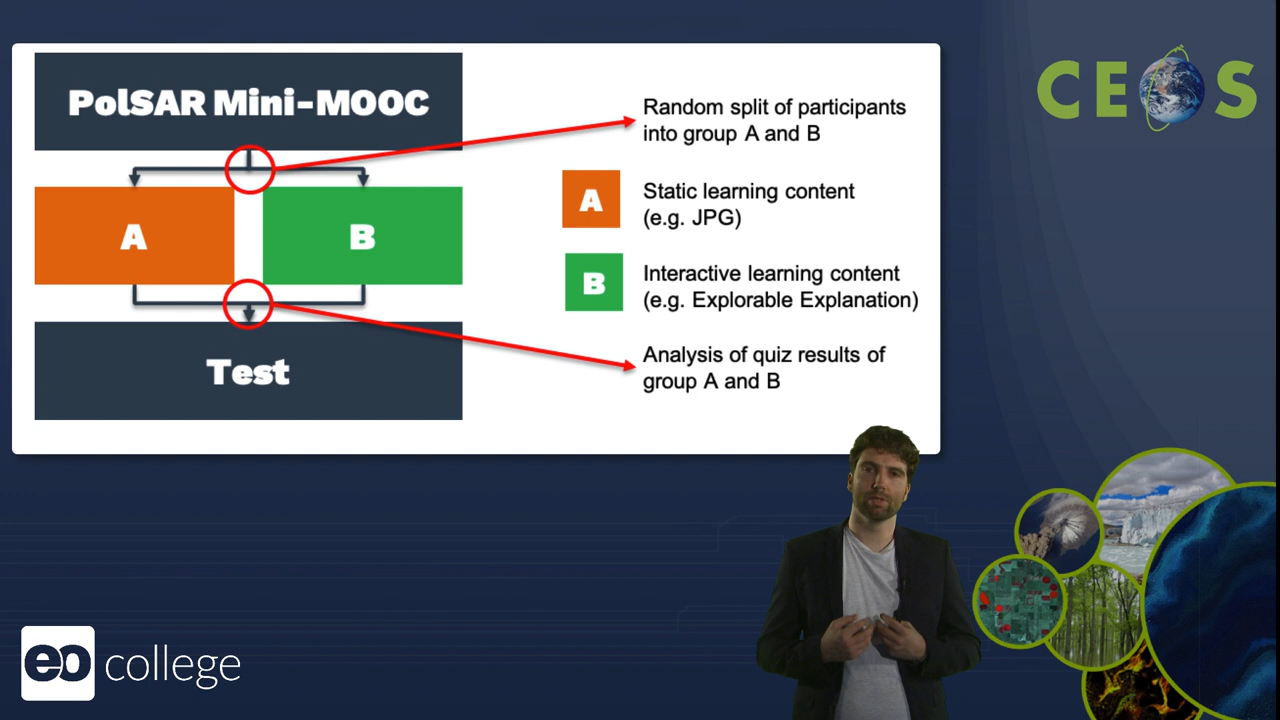 PolSAR Mini-MOOC
A
B
Test
Random split of participants
into group A and B
A
Static learning content
(e.g. JPG)
B
Interactive learning content
(e.g. Explorable Explanation)
Analysis of quiz results of
group A and B
CEOS
eo college